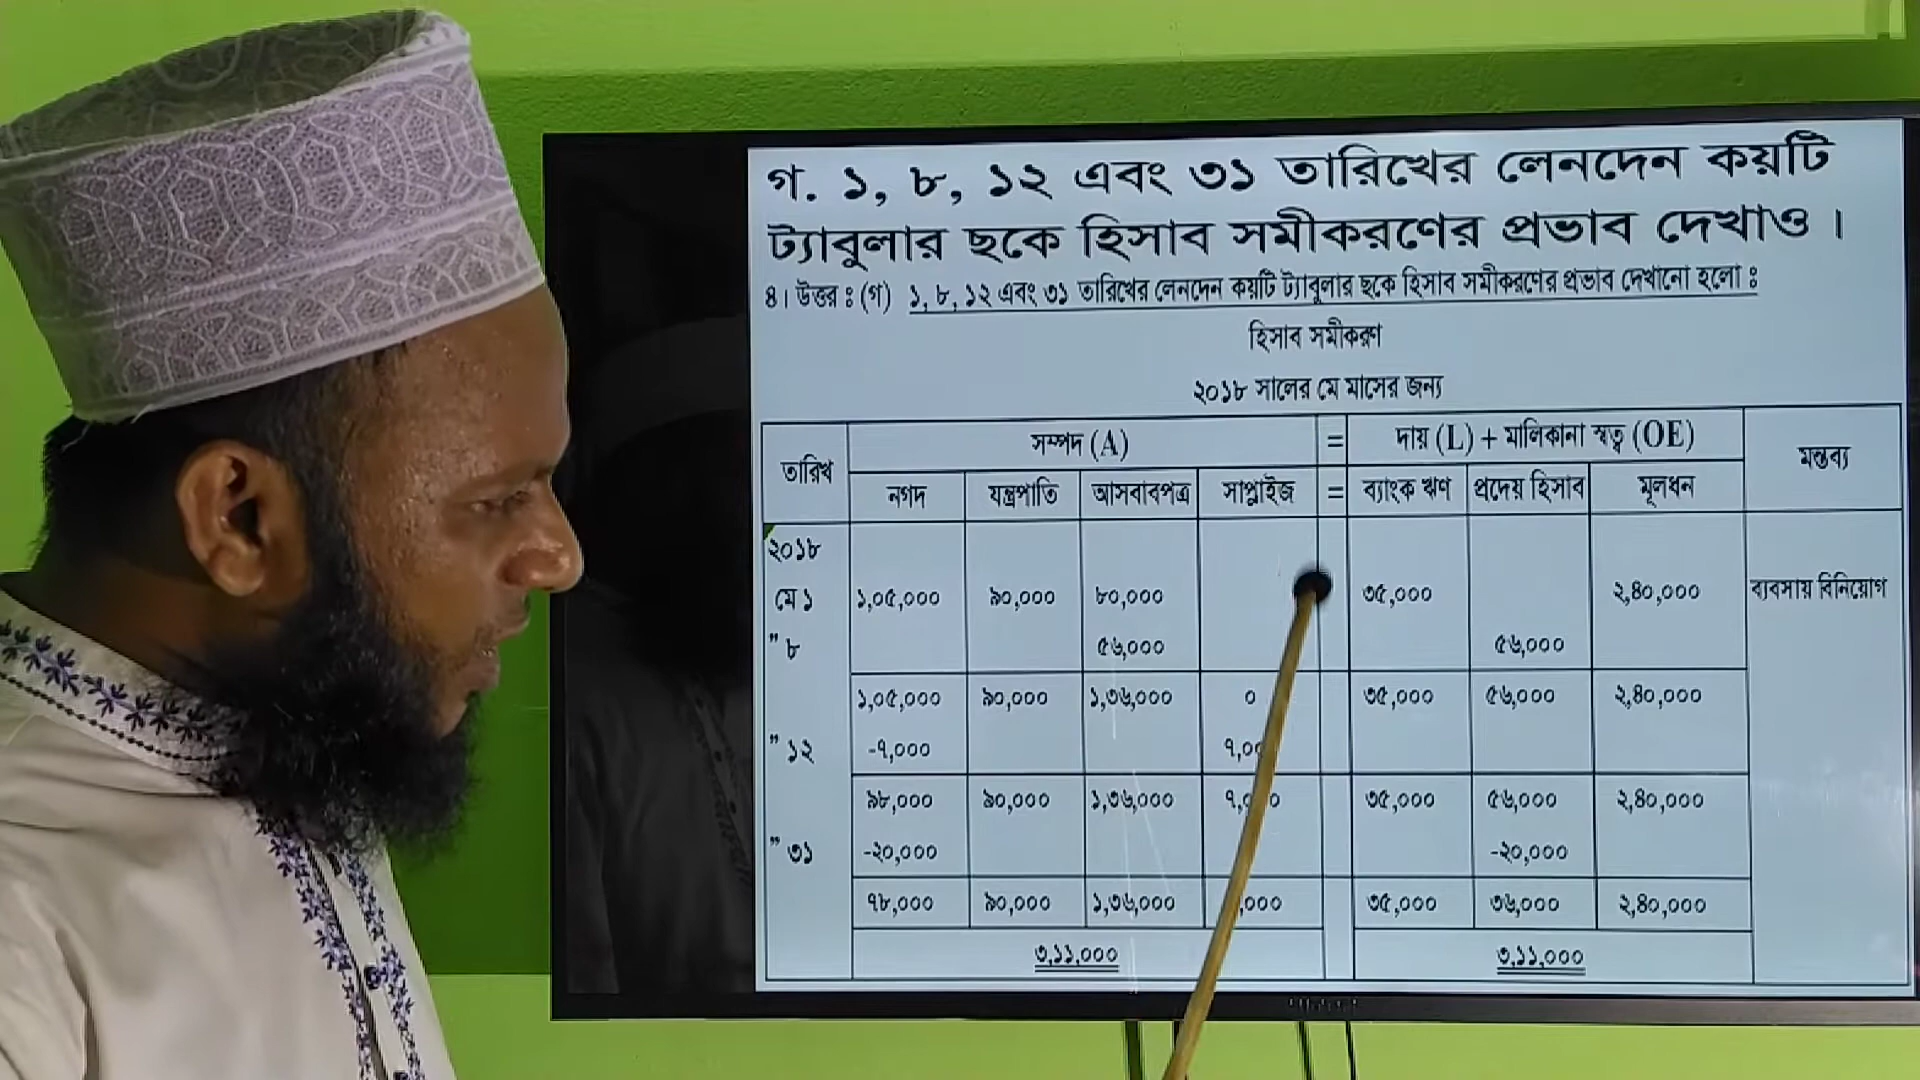 গ. ১, ৮, ১২ এবং ৩১ তারিখের লেনদেন কয়টি
ট্যাবুলার ছকে হিসাব সমীকরণের প্রভাব দেখাও ।
৪। উত্তর ঃ (গ) ১, ৮, ১২ এবং ৩১ তারিখের লেনদেন কয়টি ট্যাবুলার ছকে হিসাব সমীকরণের প্রভাব দেখানো হলো ঃ
হিসাব সমীকরণ
২০১৮ সালের মে মাসের জন্য
তারিখ সম্পদ (A) = দায় (L) + মালিকানা স্বত্ব (OE) মন্তব্য
নগদ যন্ত্রপাতি আসবাবপত্র সাপ্লাইজ = ব্যাংক ঋণ প্রদেয় হিসাব মূলধন
২০১৮
মে ১ ১,০৫,০০০ ৯০,০০০ ৮০,০০০ ৩৫,০০০ ২,৪০,০০০ ব্যবসায় বিনিয়োগ
" ৮ ৫৬,০০০ ৫৬,০০০
১,০৫,০০০ ৯০,০০০ ১,৩৬,০০০ ০ ৩৫,০০০ ৫৬,০০০ ২,৪০,০০০
" ১২ -৭,০০০
৯৮,০০০ ৯০,০০০ ১,৩৬,০০০ ৩৫,০০০ ৫৬,০০০ ২,৪০,০০০
" ৩১ -২০,০০০ -২০,০০০
৭৮,০০০ ৯০,০০০ ১,৩৬,০০০ ৩৫,০০০ ৩৬,০০০ ২,৪০,০০০
৩,১১,০০০ ৩,১১,০০০